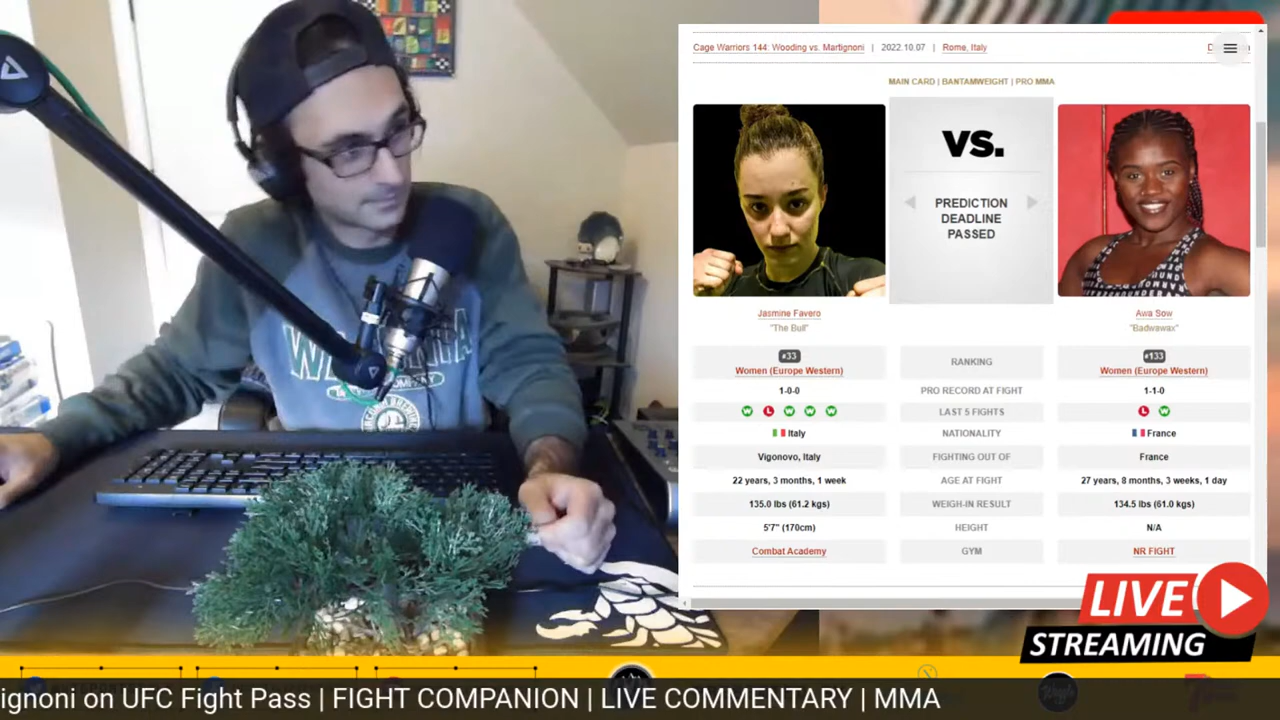 Cage Warriors 144: Wooding vs. Martignoni | 2022.10.07 | Rome, Italy
MAIN CARD | BANTAMWEIGHT | PRO MMA
VS.
PREDICTION
DEADLINE
PASSED
Jasmine Favero
"The Bull"
Awa Sow
"Badwawax"
#33
Women (Europe Western)
RANKING
#133
Women (Europe Western)
1-0-0
PRO RECORD AT FIGHT
1-1-0
W L W W W
LAST 5 FIGHTS
L W
Italy
NATIONALITY
France
Vigonovo, Italy
FIGHTING OUT OF
France
22 years, 3 months, 1 week
AGE AT FIGHT
27 years, 8 months, 3 weeks, 1 day
135.0 lbs (61.2 kgs)
WEIGH-IN RESULT
134.5 lbs (61.0 kgs)
5'7" (170cm)
HEIGHT
N/A
Combat Academy
GYM
NR FIGHT
LIVE
STREAMING
ignoni on UFC Fight Pass | FIGHT COMPANION | LIVE COMMENTARY | MMA